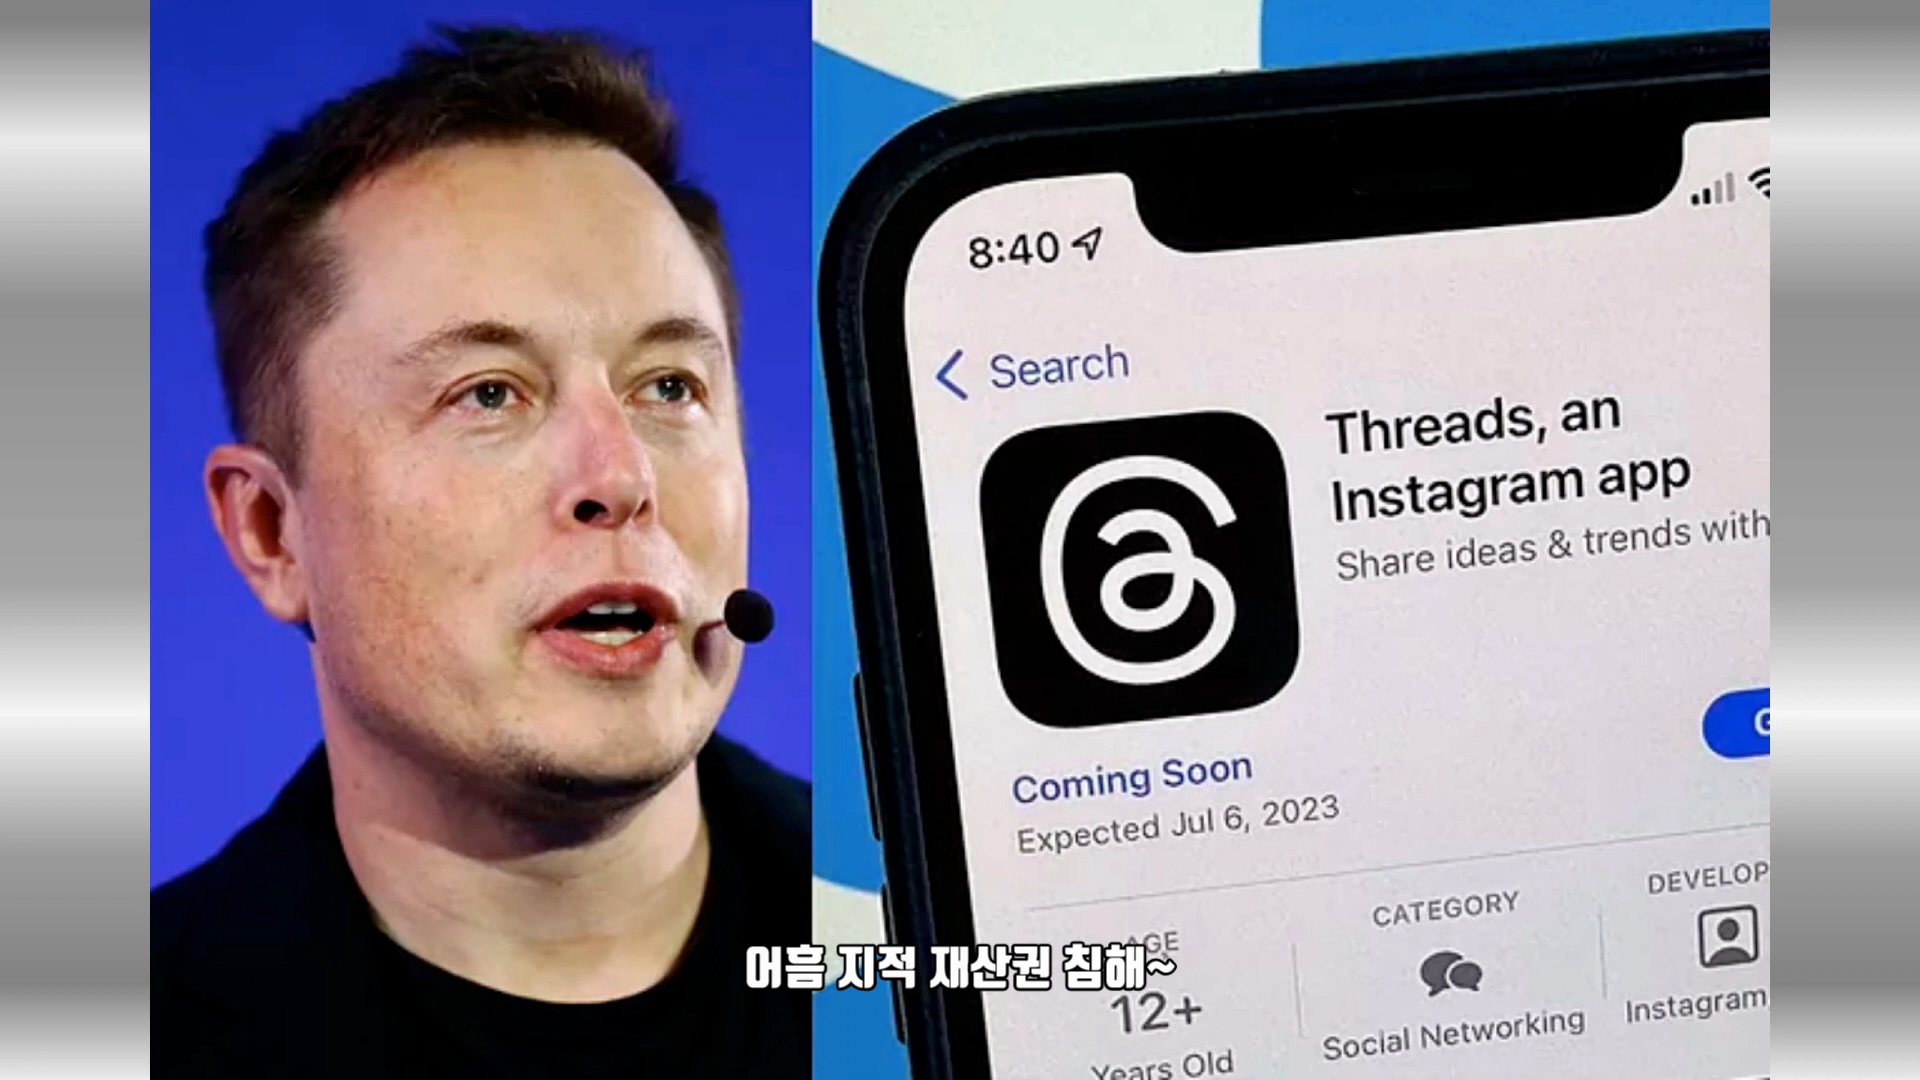 8:40
Search
Threads, an
Instagram app
Share ideas & trends with
Coming Soon
Expected Jul 6, 2023
AGE
12+
Years Old
CATEGORY
Social Networking
DEVELOP
Instagram
어흠 지적 재산권 침해~